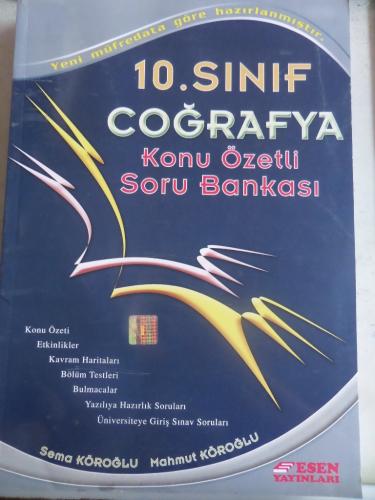 Yeni müfredata göre hazırlanmıştır.
10. SINIF
COĞRAFYA
Konu Özetli
Soru Bankası
Konu Özeti
Etkinlikler
Kavram Haritaları
Bölüm Testleri
Bulmacalar
Yazılıya Hazırlık Soruları
Üniversiteye Giriş Sınav Soruları
Sema KÖROĞLU Mahmut KÖROĞLU
ESEN
YAYINLARI